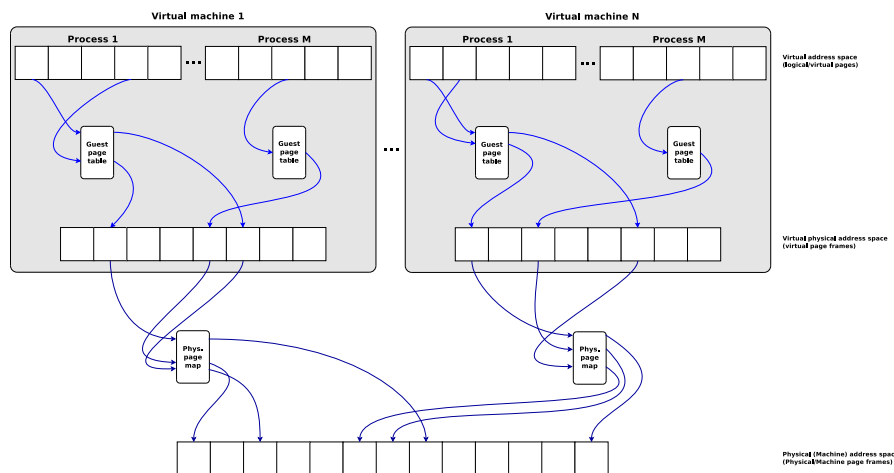 Virtual machine 1
Virtual machine N
Process 1
Process M
Process 1
Process M
...
...
...
Virtual address space
(logical/virtual pages)
Guest
page
table
Guest
page
table
Guest
page
table
Guest
page
table
Virtual physical address space
(virtual page frames)
Phys.
page
map
Phys.
page
map
Physical (Machine) address space
(Physical/Machine page frames)